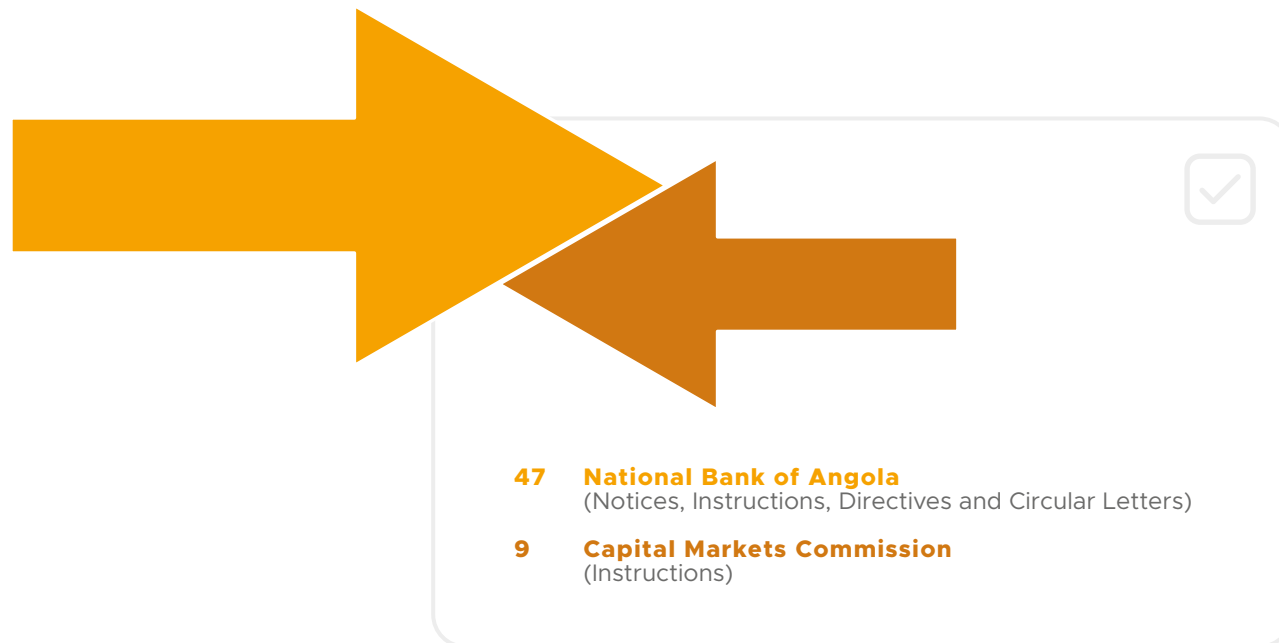 47 National Bank of Angola
(Notices, Instructions, Directives and Circular Letters)
9 Capital Markets Commission
(Instructions)